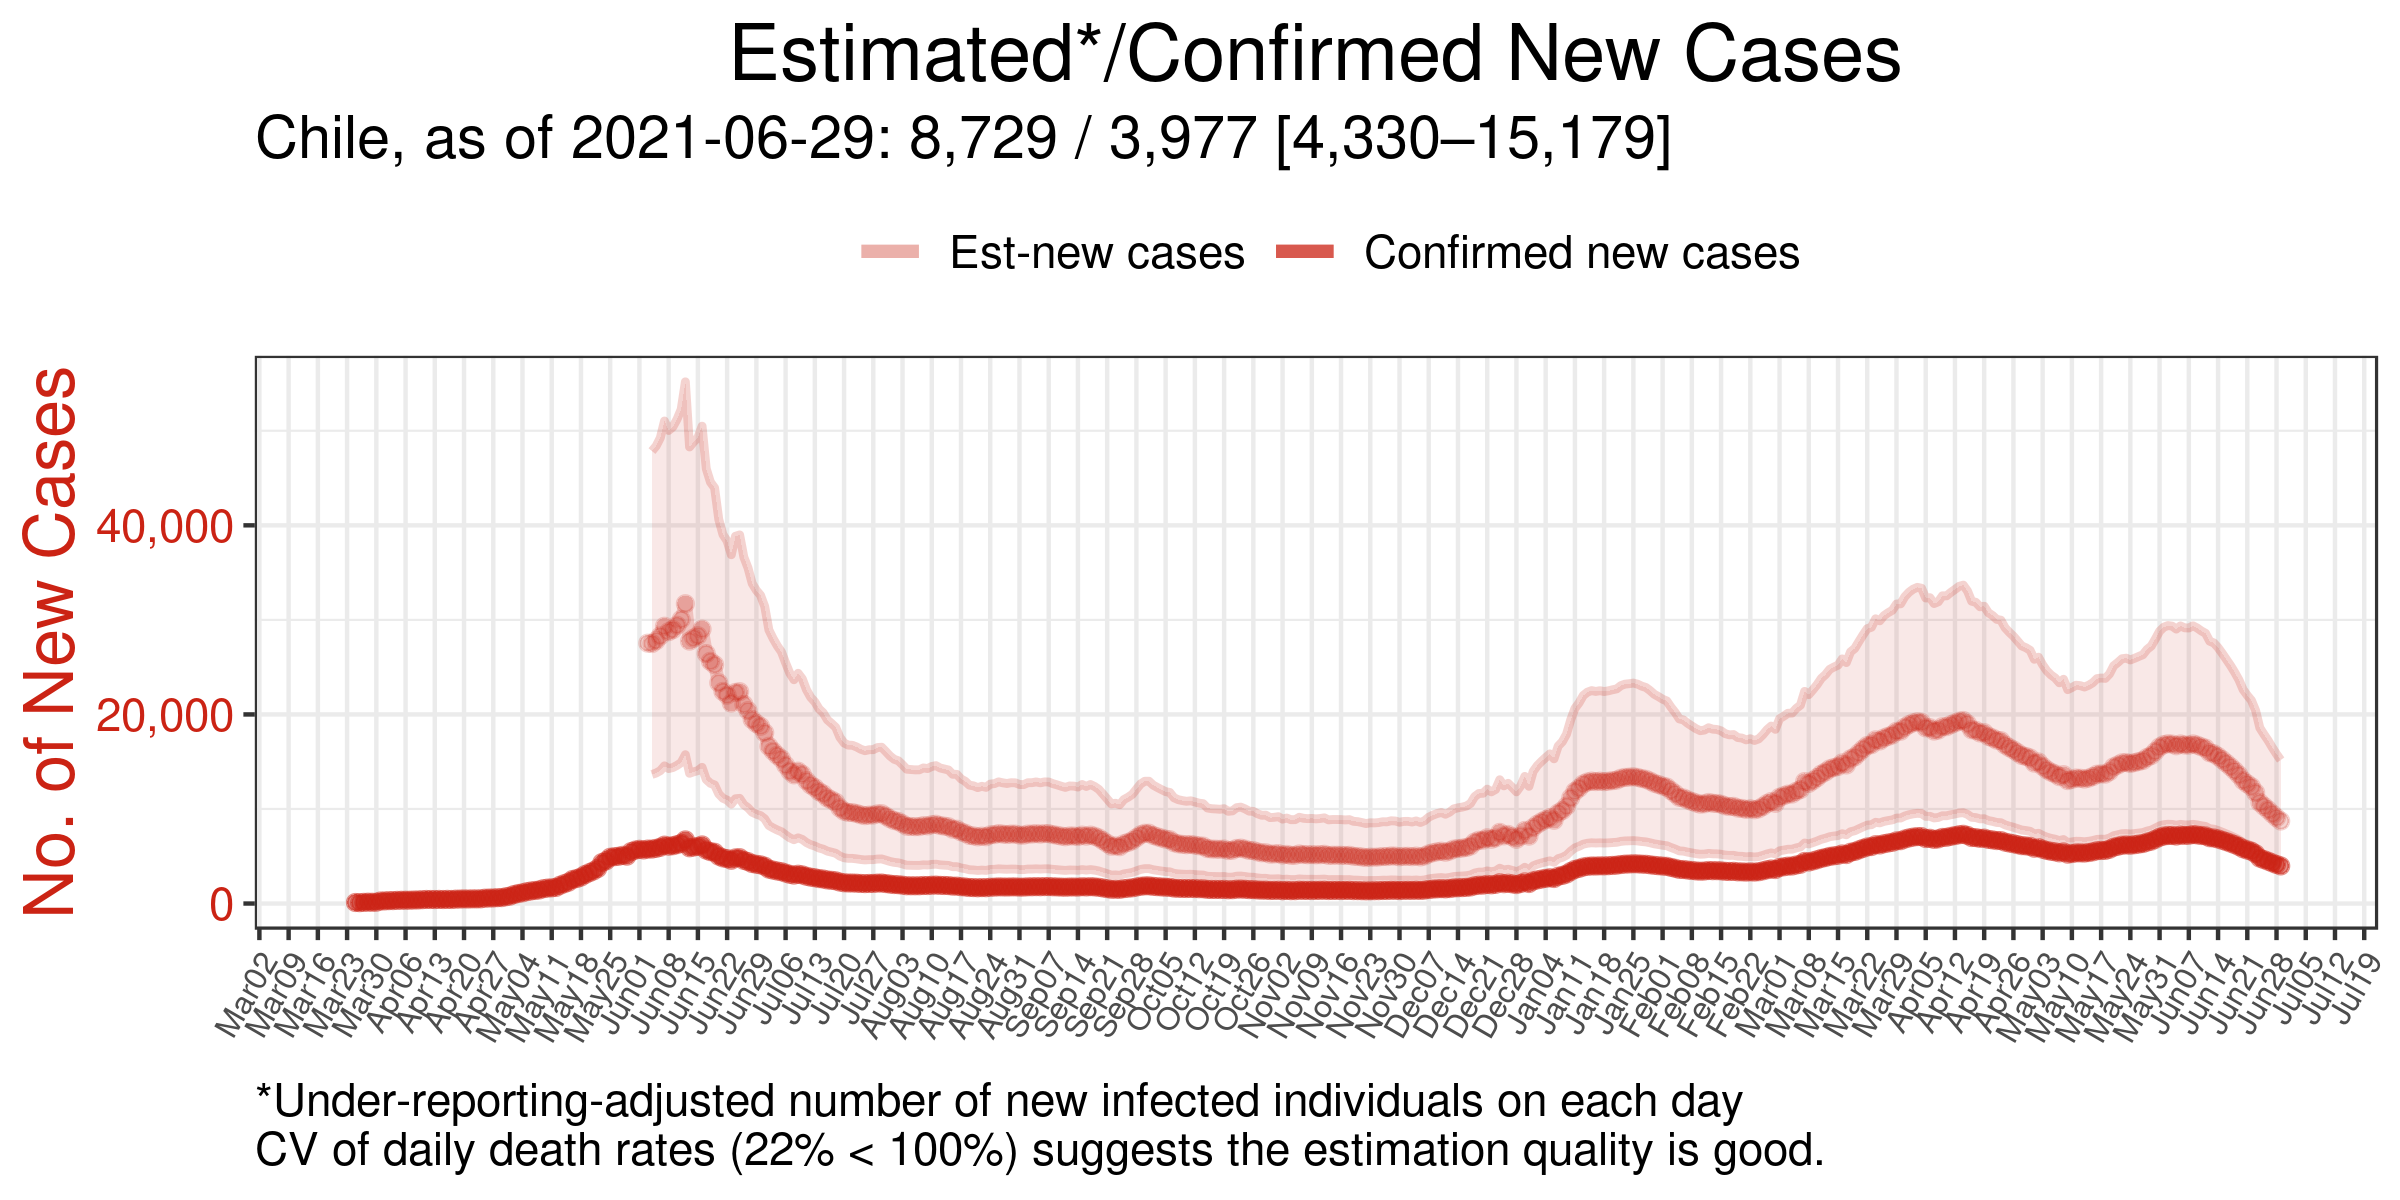 Estimated*/Confirmed New Cases
Chile, as of 2021-06-29: 8,729 / 3,977 [4,330–15,179]
Est-new cases
Confirmed new cases
No. of New Cases
40,000
20,000
0
Mar02
Mar09
Mar16
Mar23
Mar30
Apr06
Apr13
Apr20
Apr27
May04
May11
May18
May25
Jun01
Jun08
Jun15
Jun22
Jun29
Jul06
Jul13
Jul20
Jul27
Aug03
Aug10
Aug17
Aug24
Aug31
Sep07
Sep14
Sep21
Sep28
Oct05
Oct12
Oct19
Oct26
Nov02
Nov09
Nov16
Nov23
Nov30
Dec07
Dec14
Dec21
Dec28
Jan04
Jan11
Jan18
Jan25
Feb01
Feb08
Feb15
Feb22
Mar01
Mar08
Mar15
Mar22
Mar29
Apr05
Apr12
Apr19
Apr26
May03
May10
May17
May24
May31
Jun07
Jun14
Jun21
Jun28
Jul05
Jul12
Jul19
*Under-reporting-adjusted number of new infected individuals on each day
CV of daily death rates (22% < 100%) suggests the estimation quality is good.